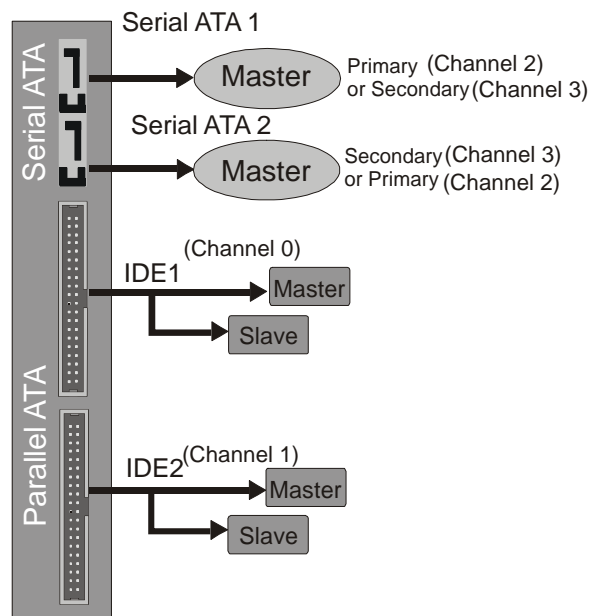 Serial ATA
Serial ATA 1
Master
Primary (Channel 2)
or Secondary (Channel 3)
Serial ATA 2
Master
Secondary (Channel 3)
or Primary (Channel 2)
Parallel ATA
IDE1 (Channel 0)
Master
Slave
IDE2 (Channel 1)
Master
Slave